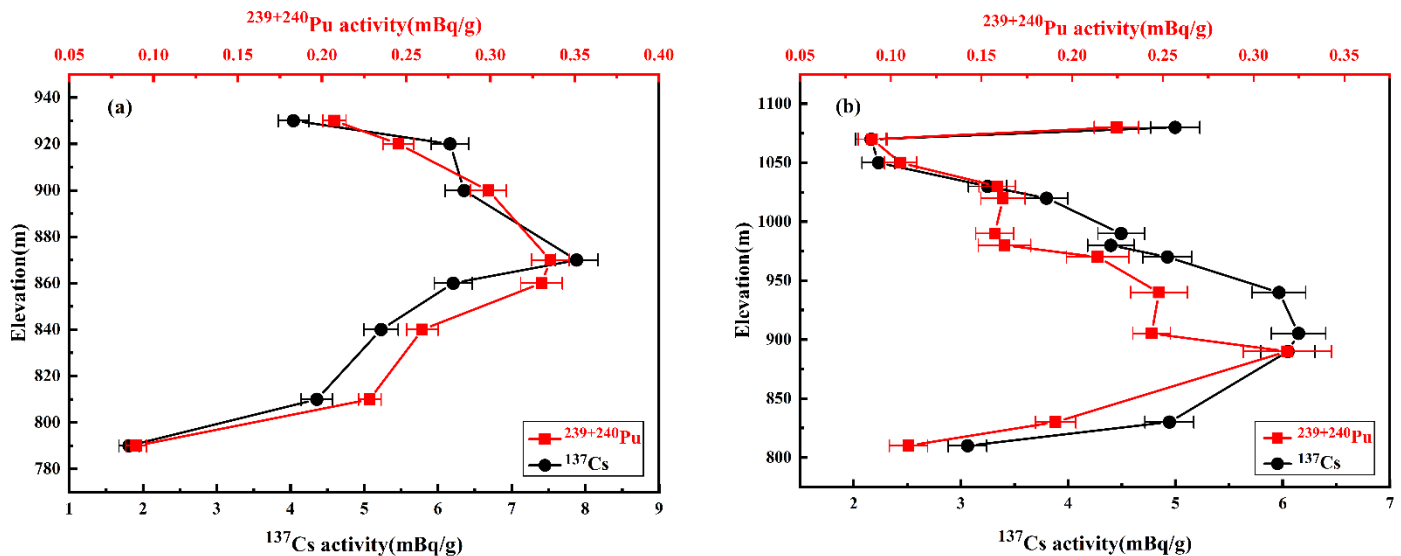 ²³⁹⁺²⁴⁰Pu activity(mBq/g)
0.05 0.10 0.15 0.20 0.25 0.30 0.35 0.40
(a)
940
920
900
880
860
840
820
800
780
Elevation(m)
²³⁹⁺²⁴⁰Pu
¹³⁷Cs
1 2 3 4 5 6 7 8 9
¹³⁷Cs activity(mBq/g)
²³⁹⁺²⁴⁰Pu activity(mBq/g)
0.05 0.10 0.15 0.20 0.25 0.30 0.35
(b)
1100
1050
1000
950
900
850
800
Elevation(m)
²³⁹⁺²⁴⁰Pu
¹³⁷Cs
2 3 4 5 6 7
¹³⁷Cs activity(mBq/g)